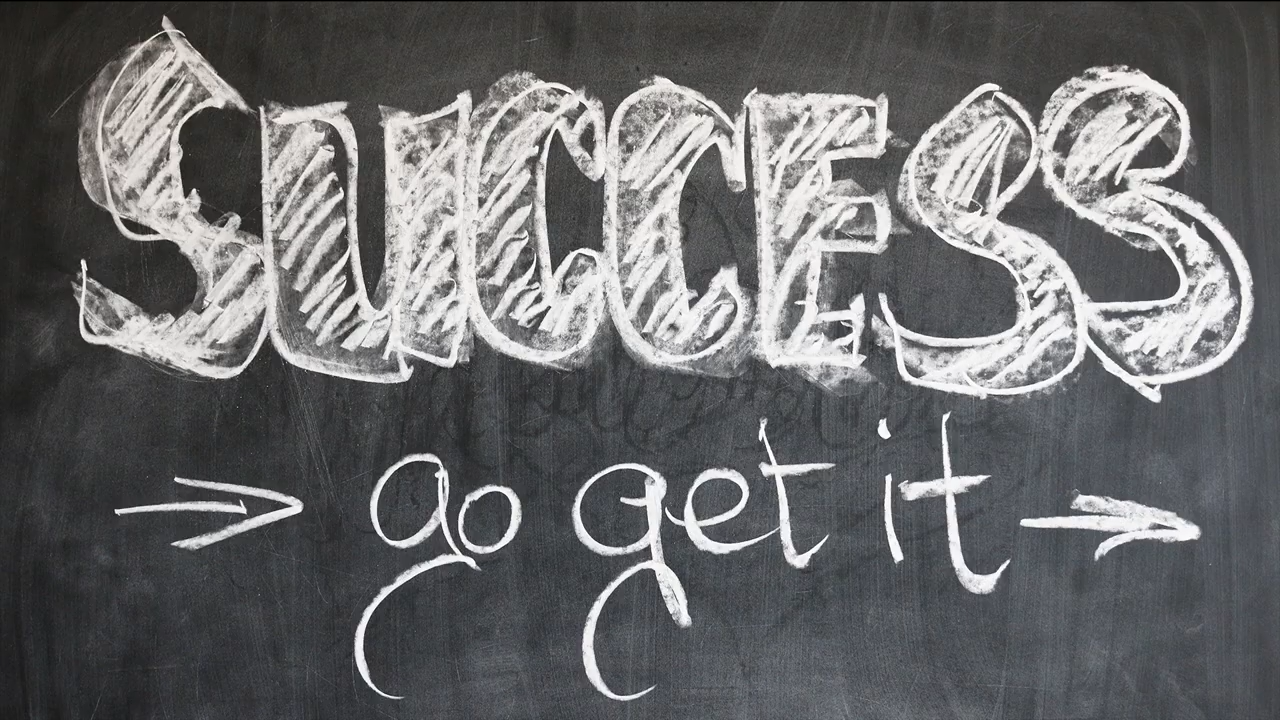 SUCCESS
→ go get it →